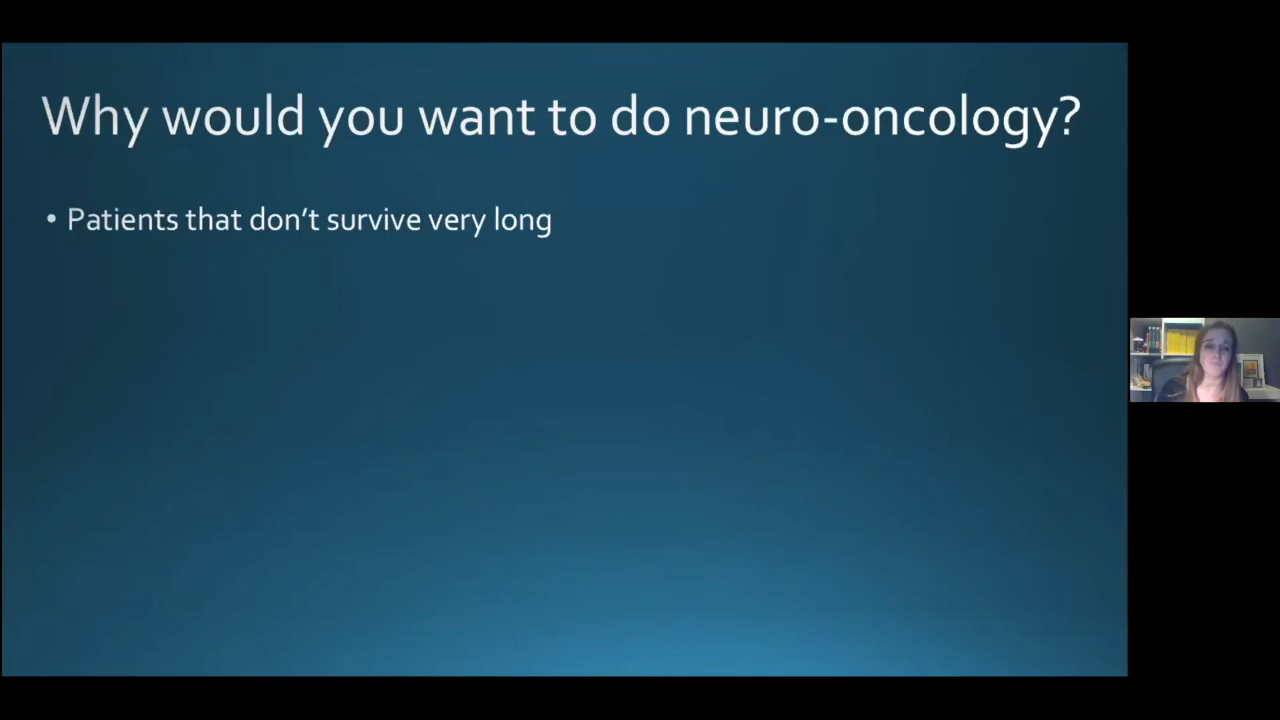 Why would you want to do neuro-oncology?
• Patients that don't survive very long